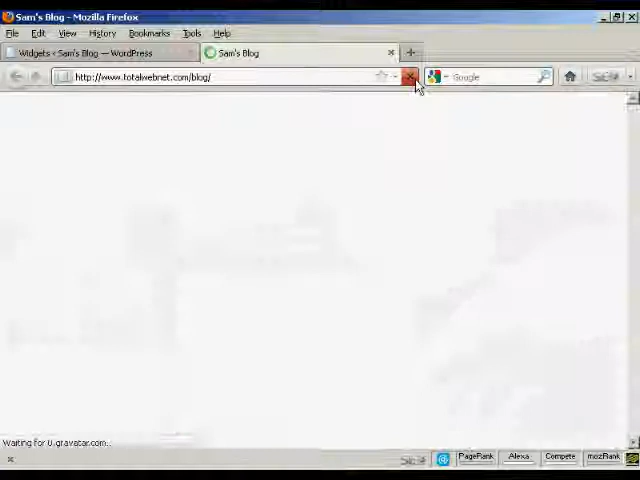 Sam's Blog - Mozilla Firefox
File Edit View History Bookmarks Tools Help
Widgets ‹ Sam's Blog — WordPress
Sam's Blog
http://www.totalwebnet.com/blog/
Google
Waiting for 0.gravatar.com...
PageRank Alexa Compete mozRank